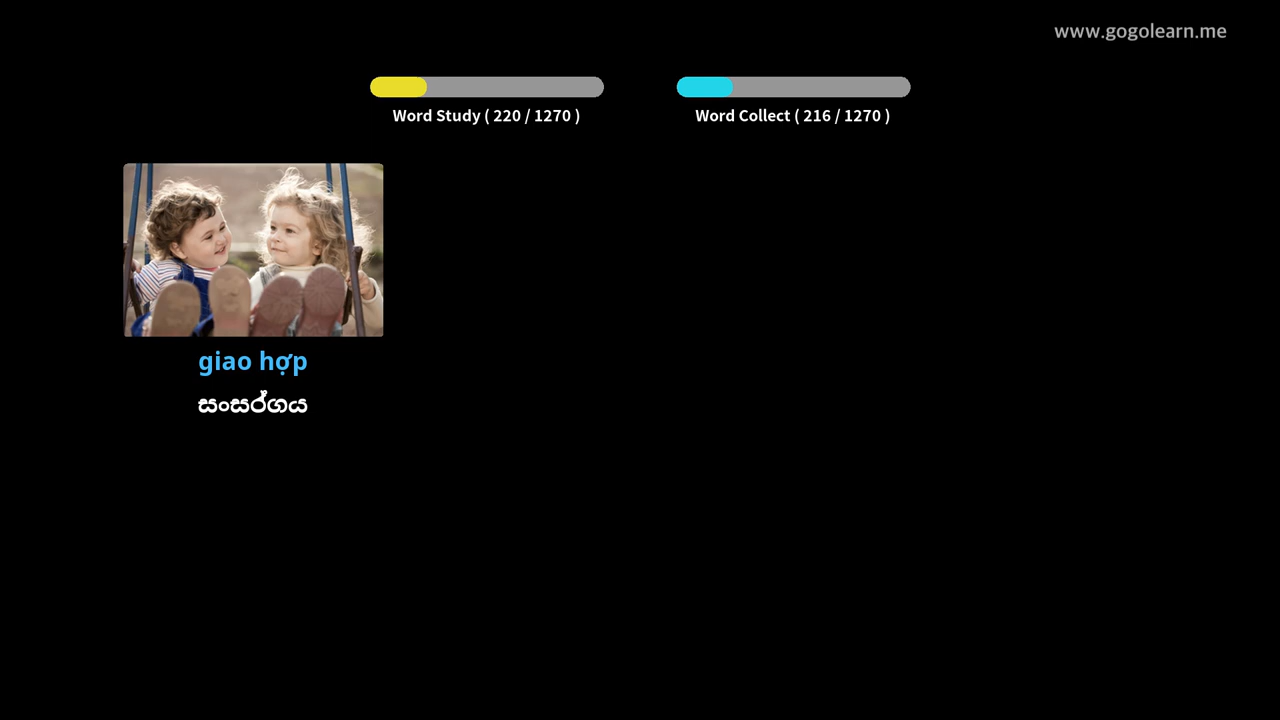 www.gogolearn.me
Word Study ( 220 / 1270 )
Word Collect ( 216 / 1270 )
giao hợp
සංසර්ගය